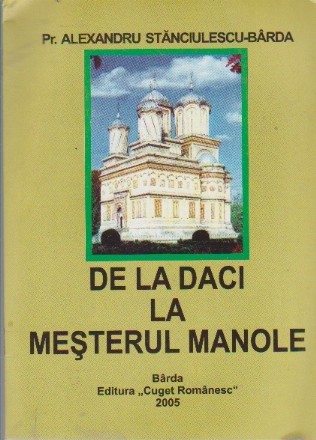 Pr. ALEXANDRU STĂNCIULESCU-BÂRDA
DE LA DACI
LA
MEŞTERUL MANOLE
Bârda
Editura „Cuget Românesc“
2005